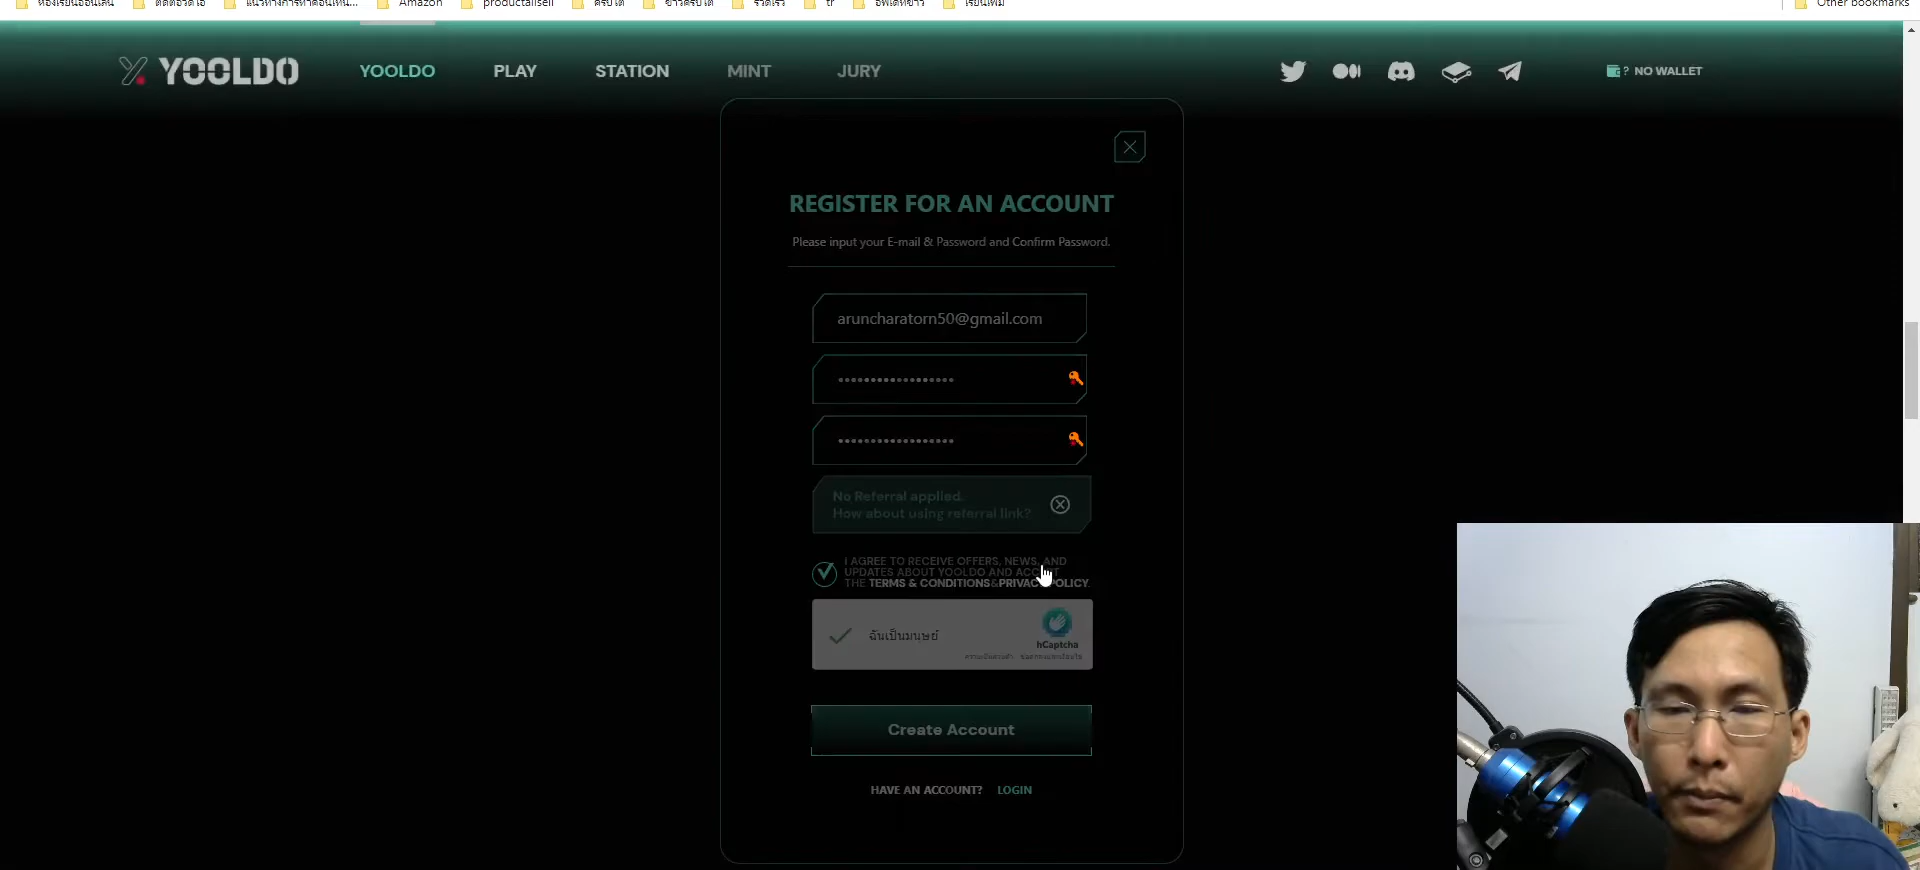 Amazon
productallsell
tr
Other bookmarks
YOOLDO
YOOLDO
PLAY
STATION
MINT
JURY
? NO WALLET
REGISTER FOR AN ACCOUNT
Please input your E-mail & Password and Confirm Password.
aruncharatorn50@gmail.com
No Referral applied.
How about using referral link?
I AGREE TO RECEIVE OFFERS, NEWS, AND
UPDATES ABOUT YOOLDO AND
THE TERMS & CONDITIONS&PRIVACY POLICY.
ฉันเป็นมนุษย์
hCaptcha
Create Account
HAVE AN ACCOUNT? LOGIN